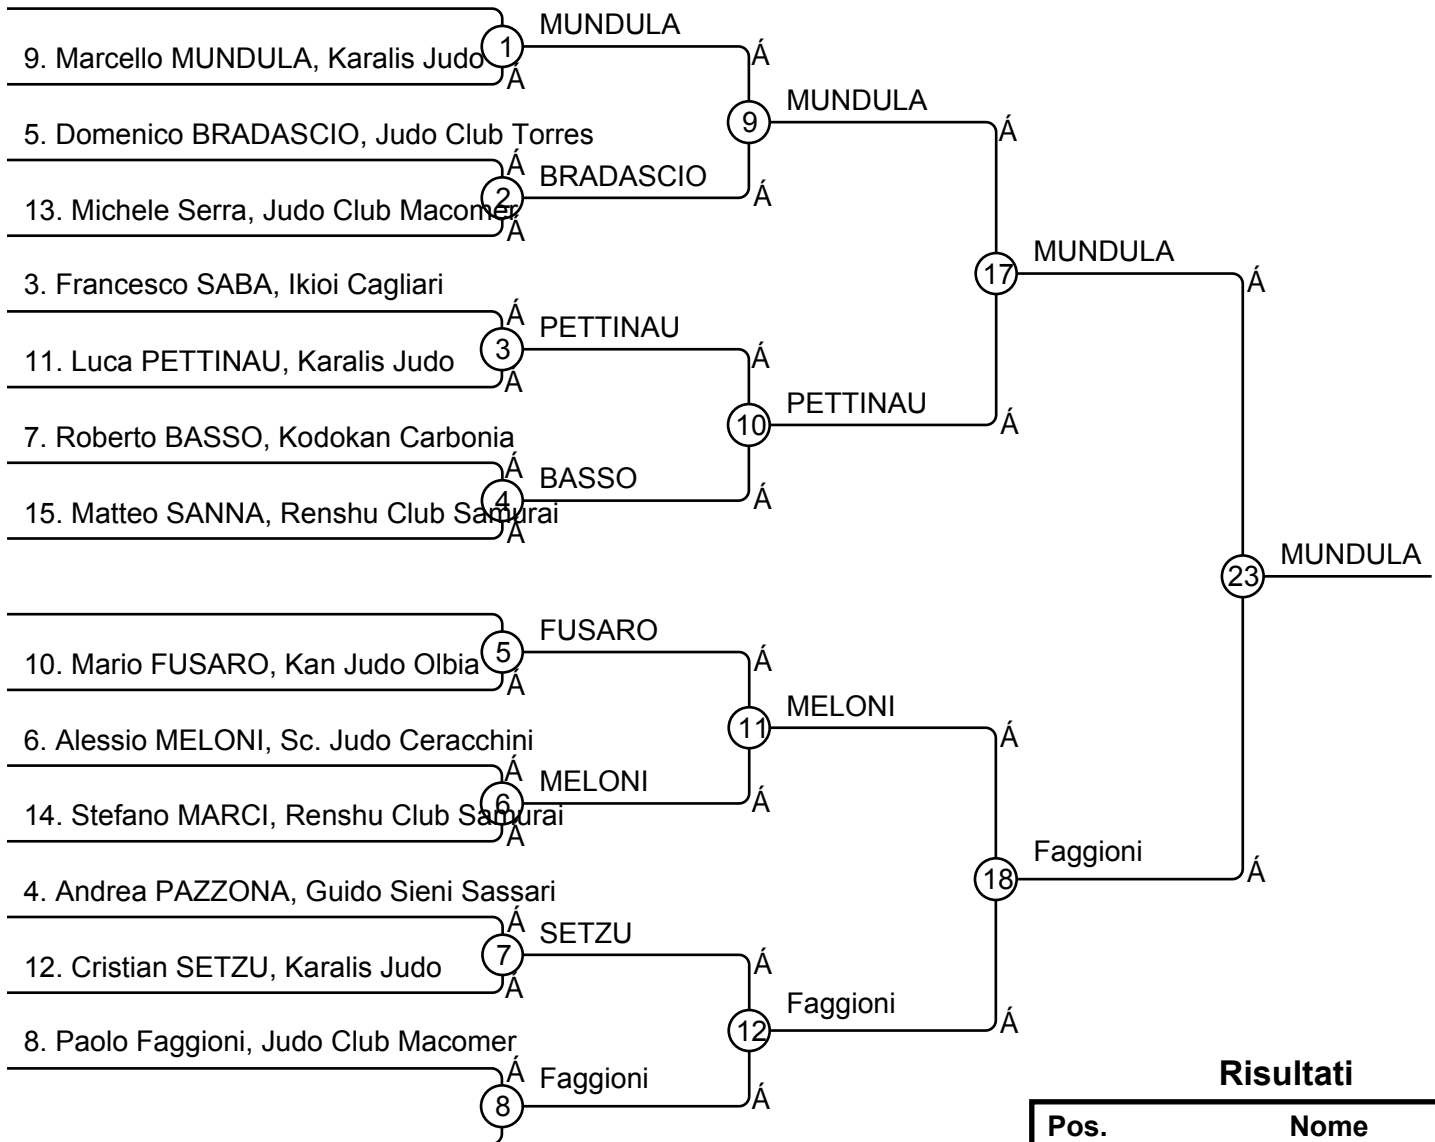 MUNDULA
9. Marcello MUNDULA, Karalis Judo
1
Á
Á
MUNDULA
9
5. Domenico BRADASCIO, Judo Club Torres
Á
Á
BRADASCIO
2
Á
13. Michele Serra, Judo Club Macomer
Á
MUNDULA
17
Á
3. Francesco SABA, Ikioi Cagliari
Á
PETTINAU
3
Á
11. Luca PETTINAU, Karalis Judo
Á
PETTINAU
10
Á
7. Roberto BASSO, Kodokan Carbonia
Á
BASSO
4
Á
15. Matteo SANNA, Renshu Club Samurai
Á
MUNDULA
23
FUSARO
5
Á
10. Mario FUSARO, Kan Judo Olbia
Á
MELONI
11
Á
6. Alessio MELONI, Sc. Judo Ceracchini
Á
MELONI
6
Á
14. Stefano MARCI, Renshu Club Samurai
Á
Faggioni
18
Á
4. Andrea PAZZONA, Guido Sieni Sassari
Á
SETZU
7
Á
12. Cristian SETZU, Karalis Judo
Á
Faggioni
12
Á
8. Paolo Faggioni, Judo Club Macomer
Á
Faggioni
8
Á
Risultati
Pos. Nome